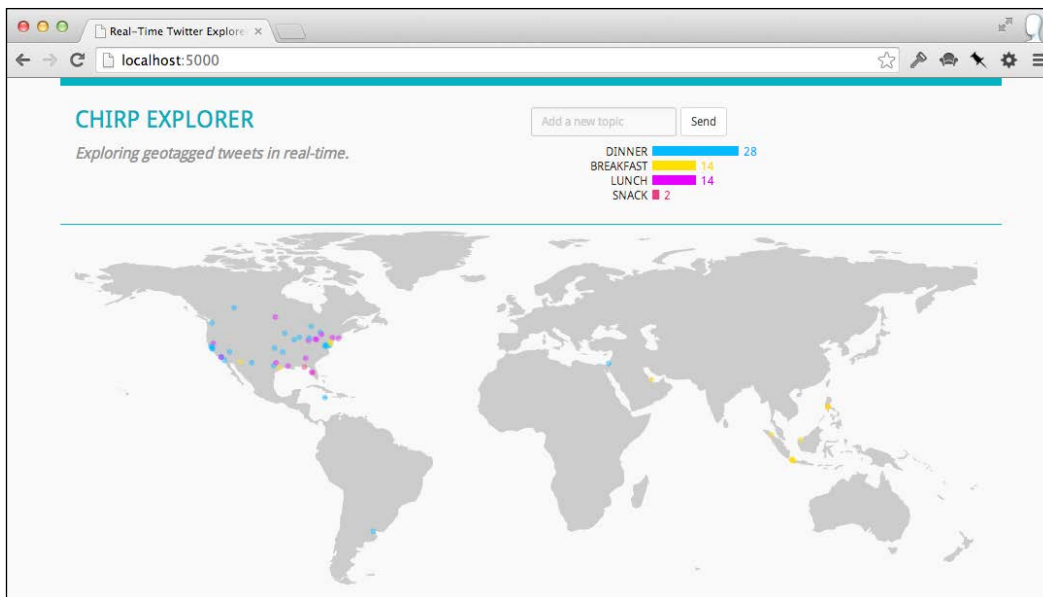 Real-Time Twitter Explore
localhost:5000
CHIRP EXPLORER
Exploring geotagged tweets in real-time.
Add a new topic
Send
DINNER 28
BREAKFAST 14
LUNCH 14
SNACK 2